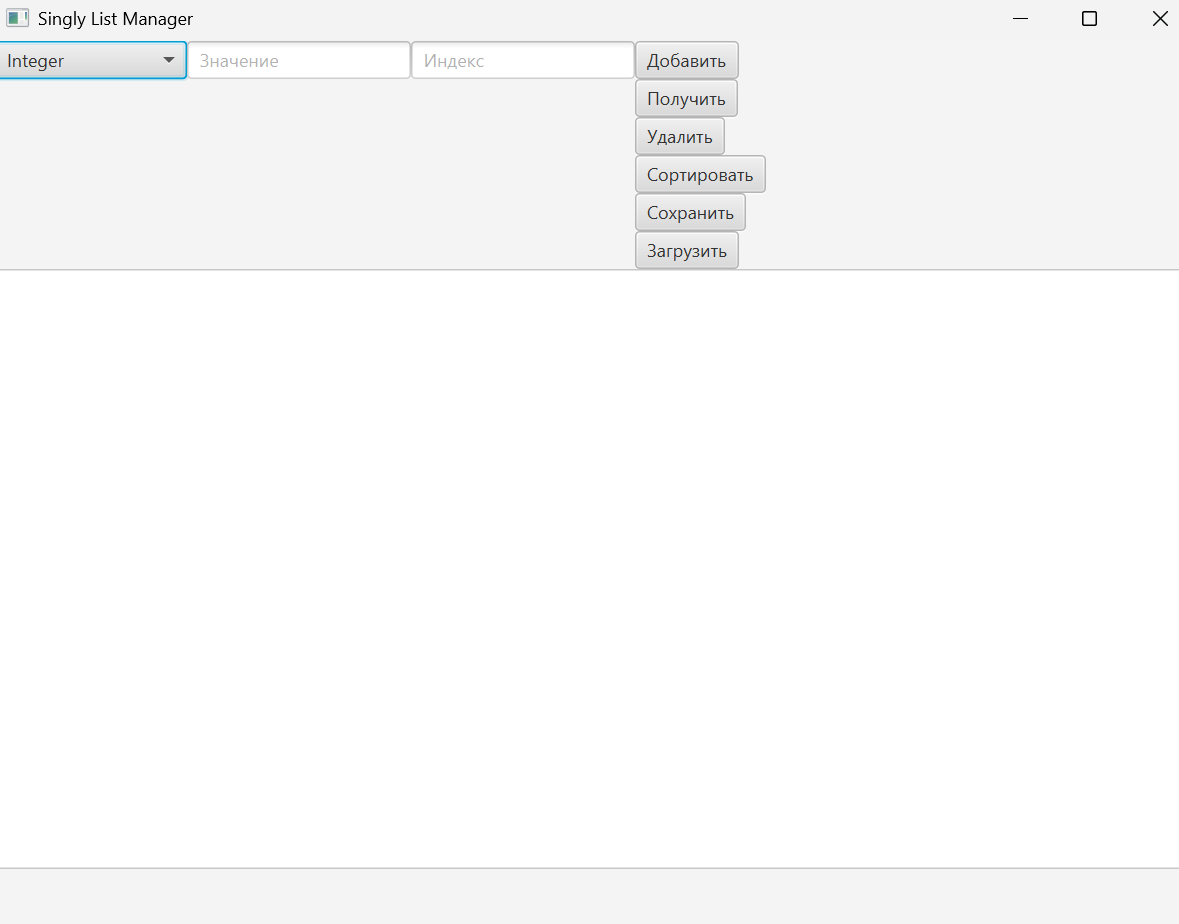 Singly List Manager
Integer Значение Индекс Добавить
Получить
Удалить
Сортировать
Сохранить
Загрузить